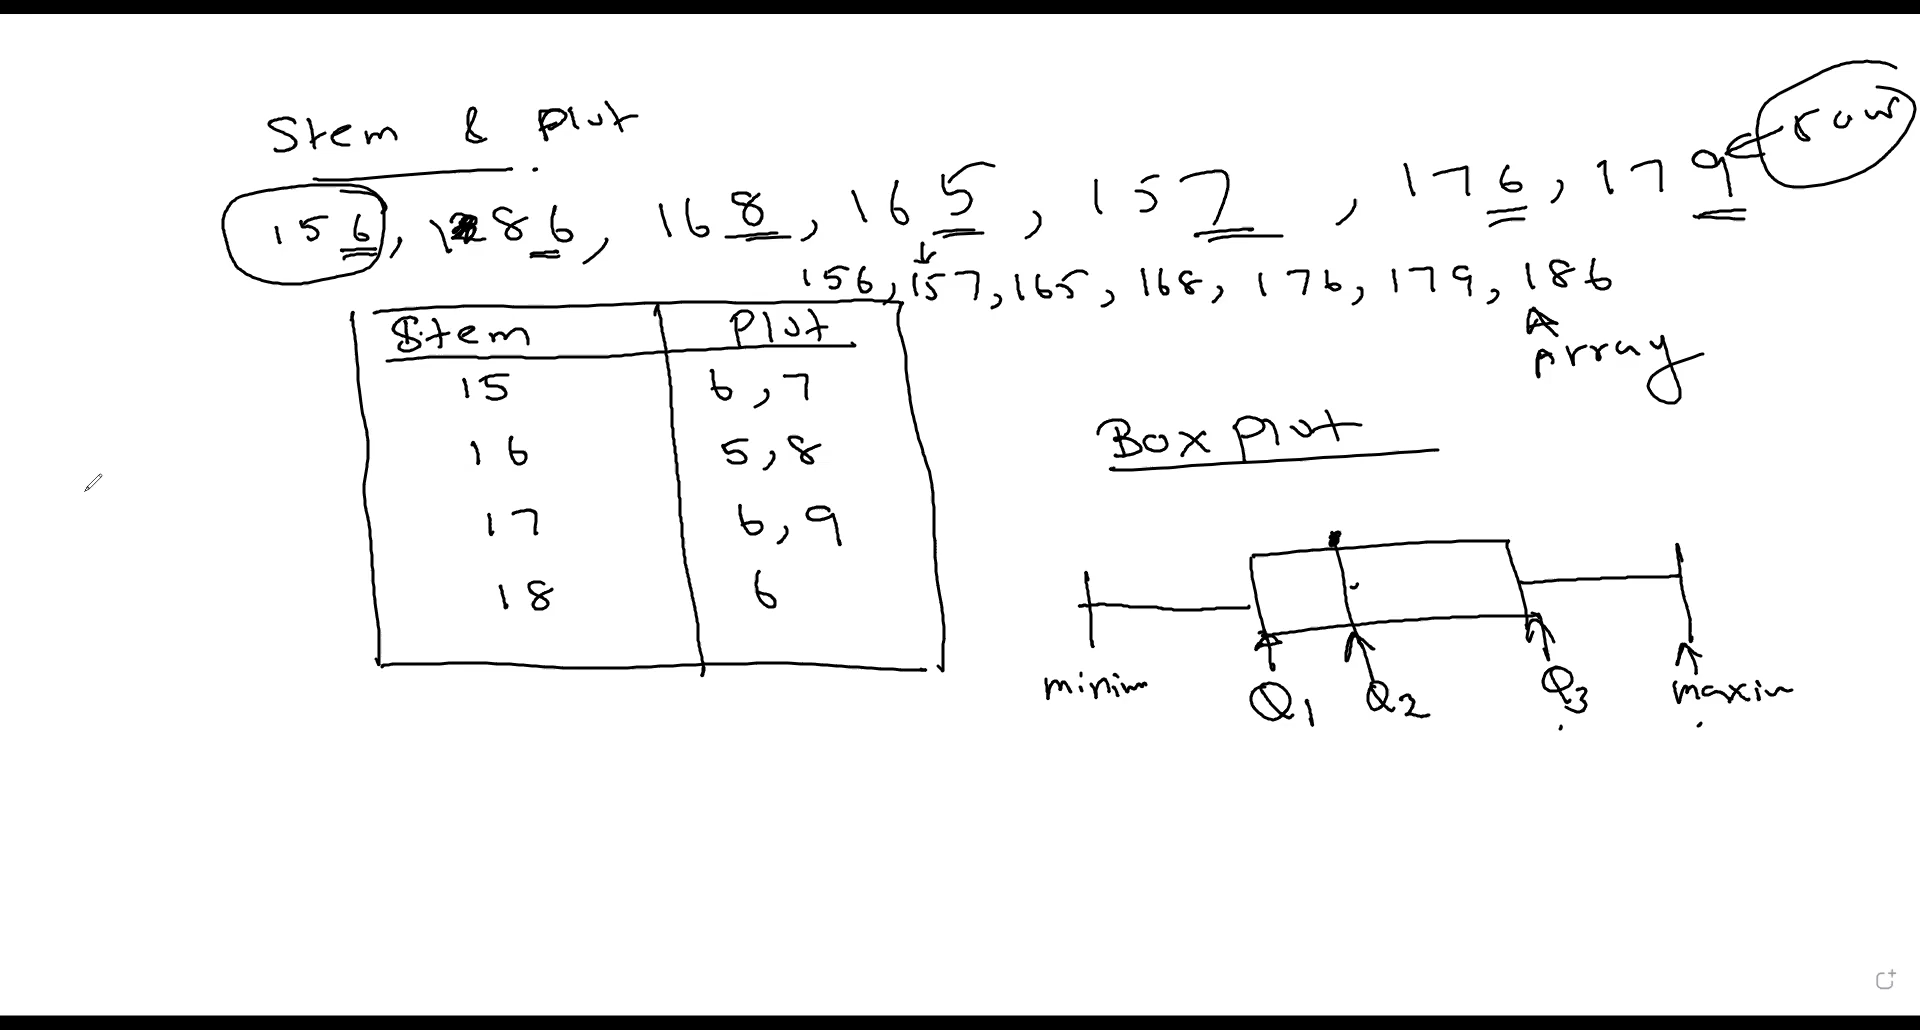 Stem & Plot
156, 186, 168, 165, 157, 176, 179 raw
156, 157, 165, 168, 176, 179, 186
Array
Stem Plot
15 6, 7
16 5, 8
17 6, 9
18 6
Box Plot
minim Q1 Q2 Q3 maxim